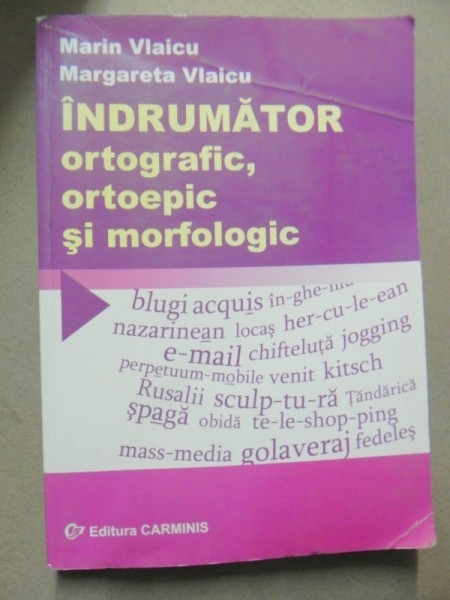 Marin Vlaicu
Margareta Vlaicu
ÎNDRUMĂTOR
ortografic,
ortoepic
şi morfologic
blugi acquis
nazarinean locaş her-cu-le-ean
e-mail chifteluţă jogging
perpetuum-mobile venit kitsch
Rusalii sculp-tu-ră Ţăndărică
şpagă obidă te-le-shop-ping
mass-media golaveraj fedeleş
Editura CARMINIS